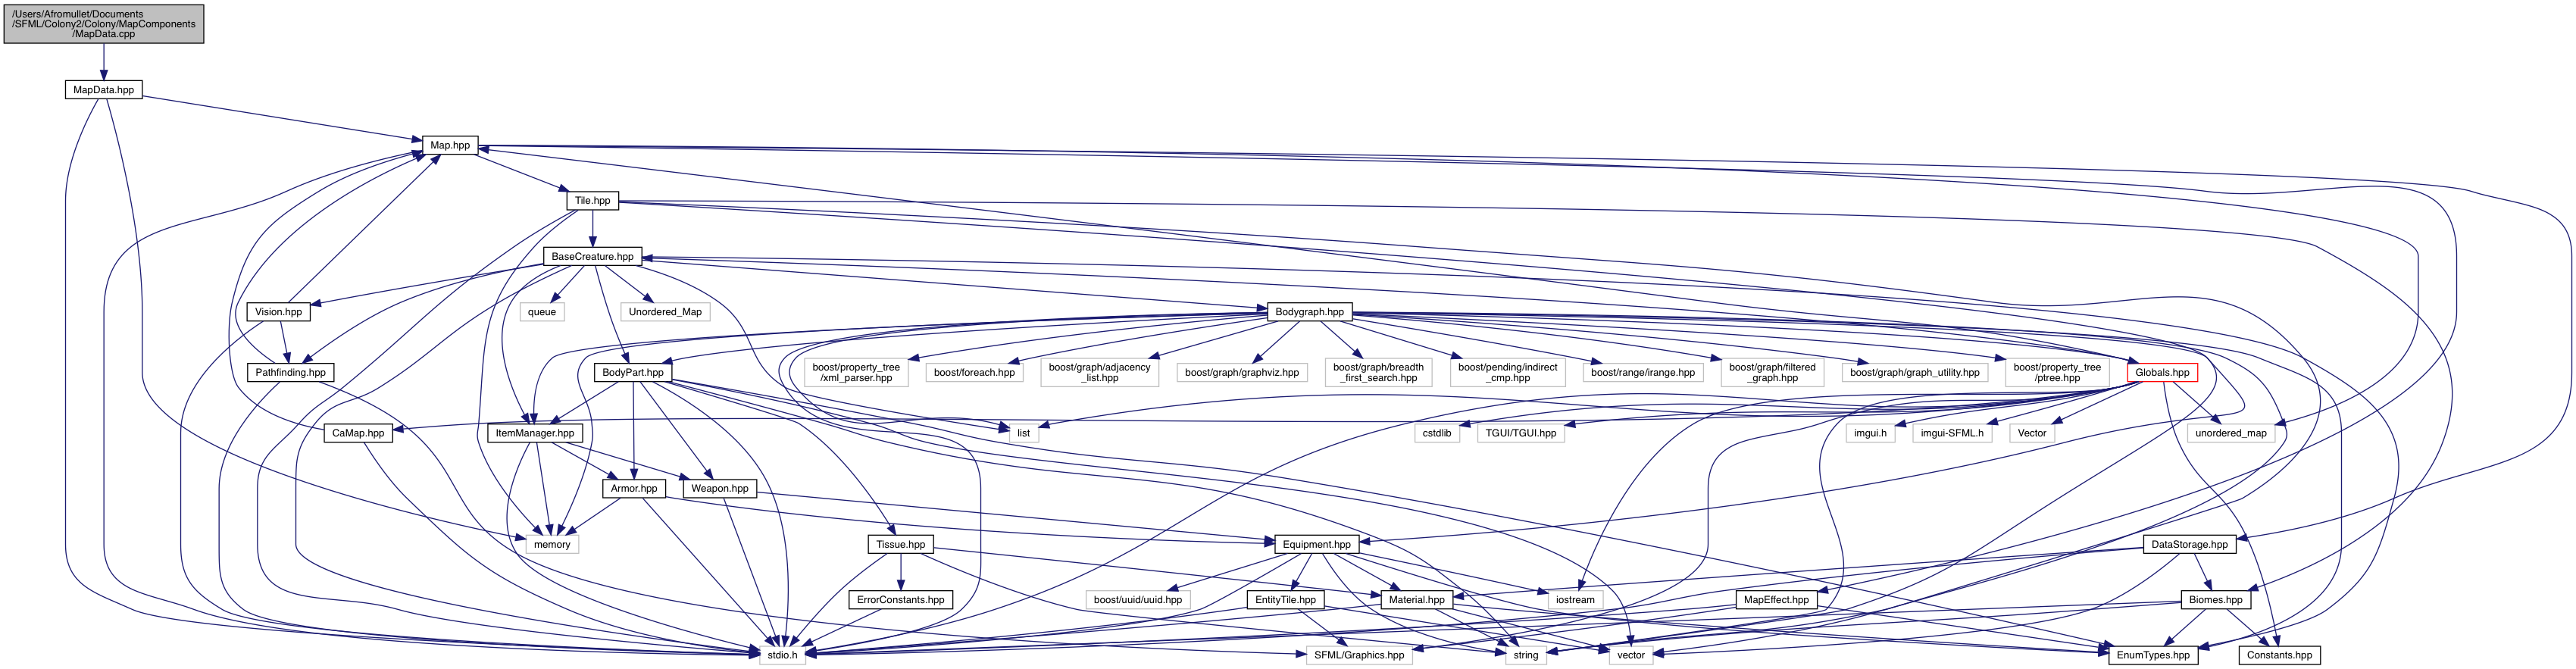 /Users/Afromullet/Documents
/SFML/Colony2/Colony/MapComponents
/MapData.cpp
MapData.hpp
Map.hpp
Tile.hpp
BaseCreature.hpp
Vision.hpp
queue
Unordered_Map
Bodygraph.hpp
Pathfinding.hpp
BodyPart.hpp
boost/property_tree
/xml_parser.hpp
boost/foreach.hpp
boost/graph/adjacency
_list.hpp
boost/graph/graphviz.hpp
boost/graph/breadth
_first_search.hpp
boost/pending/indirect
_cmp.hpp
boost/range/irange.hpp
boost/graph/filtered
_graph.hpp
boost/graph/graph_utility.hpp
boost/property_tree
/ptree.hpp
Globals.hpp
CaMap.hpp
ItemManager.hpp
list
cstdlib
TGUI/TGUI.hpp
imgui.h
imgui-SFML.h
Vector
unordered_map
Armor.hpp
Weapon.hpp
memory
Tissue.hpp
Equipment.hpp
DataStorage.hpp
ErrorConstants.hpp
boost/uuid/uuid.hpp
EntityTile.hpp
Material.hpp
iostream
MapEffect.hpp
Biomes.hpp
stdio.h
SFML/Graphics.hpp
string
vector
EnumTypes.hpp
Constants.hpp